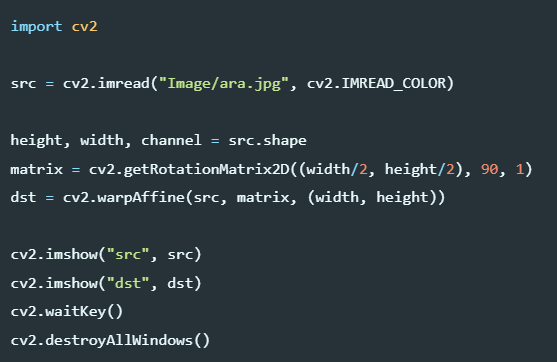 import cv2
src = cv2.imread("Image/ara.jpg", cv2.IMREAD_COLOR)
height, width, channel = src.shape
matrix = cv2.getRotationMatrix2D((width/2, height/2), 90, 1)
dst = cv2.warpAffine(src, matrix, (width, height))
cv2.imshow("src", src)
cv2.imshow("dst", dst)
cv2.waitKey()
cv2.destroyAllWindows()